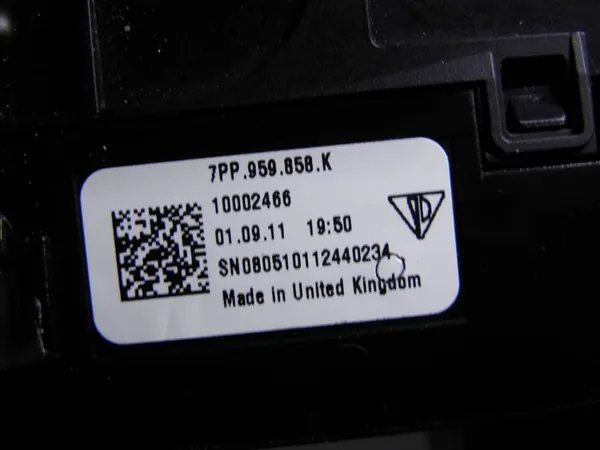 7PP.959.858.K
10002466
01.09.11 19:50
SN080510112440234
Made in United Kingdom